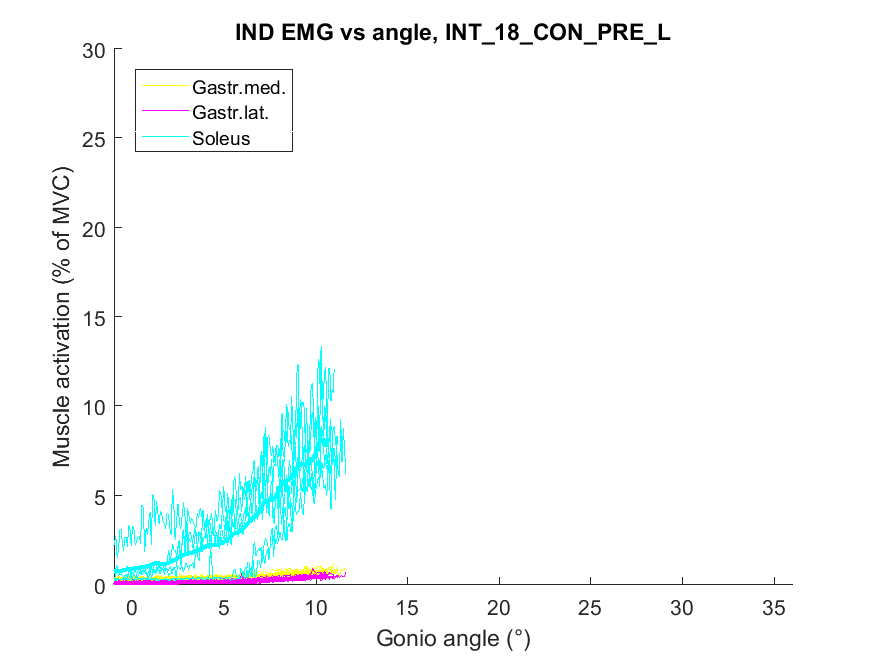 IND EMG vs angle, INT_18_CON_PRE_L
30
25
20
15
10
5
0
Gastr.med.
Gastr.lat.
Soleus
Muscle activation (% of MVC)
0 5 10 15 20 25 30 35
Gonio angle (°)